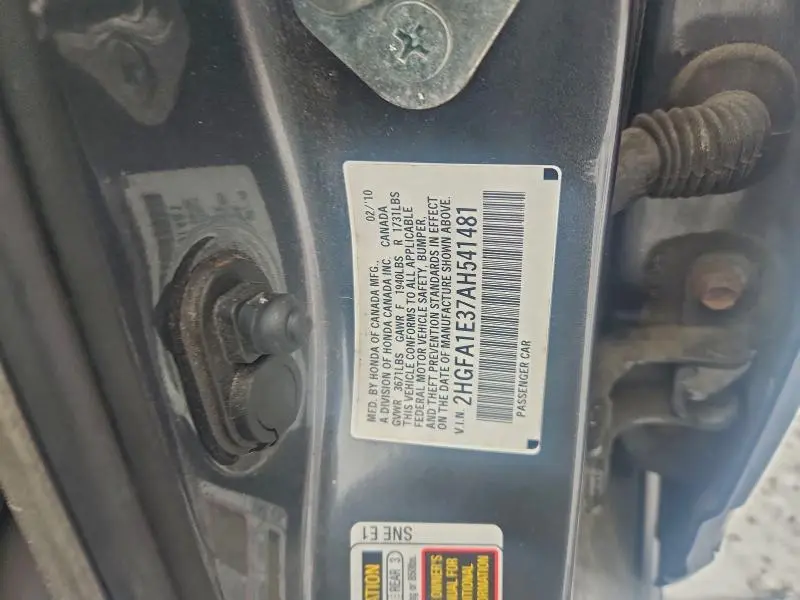 MFD. BY HONDA OF CANADA MFG., 02/'10
A DIVISION OF HONDA CANADA INC. CANADA
GVWR 3671LBS GAWR F 1940LBS R 1731LBS
THIS VEHICLE CONFORMS TO ALL APPLICABLE
FEDERAL MOTOR VEHICLE SAFETY, BUMPER,
AND THEFT PREVENTION STANDARDS IN EFFECT
ON THE DATE OF MANUFACTURE SHOWN ABOVE.
V.I.N. 2HGFA1E37AH541481
PASSENGER CAR
SNE E1
REAR 3